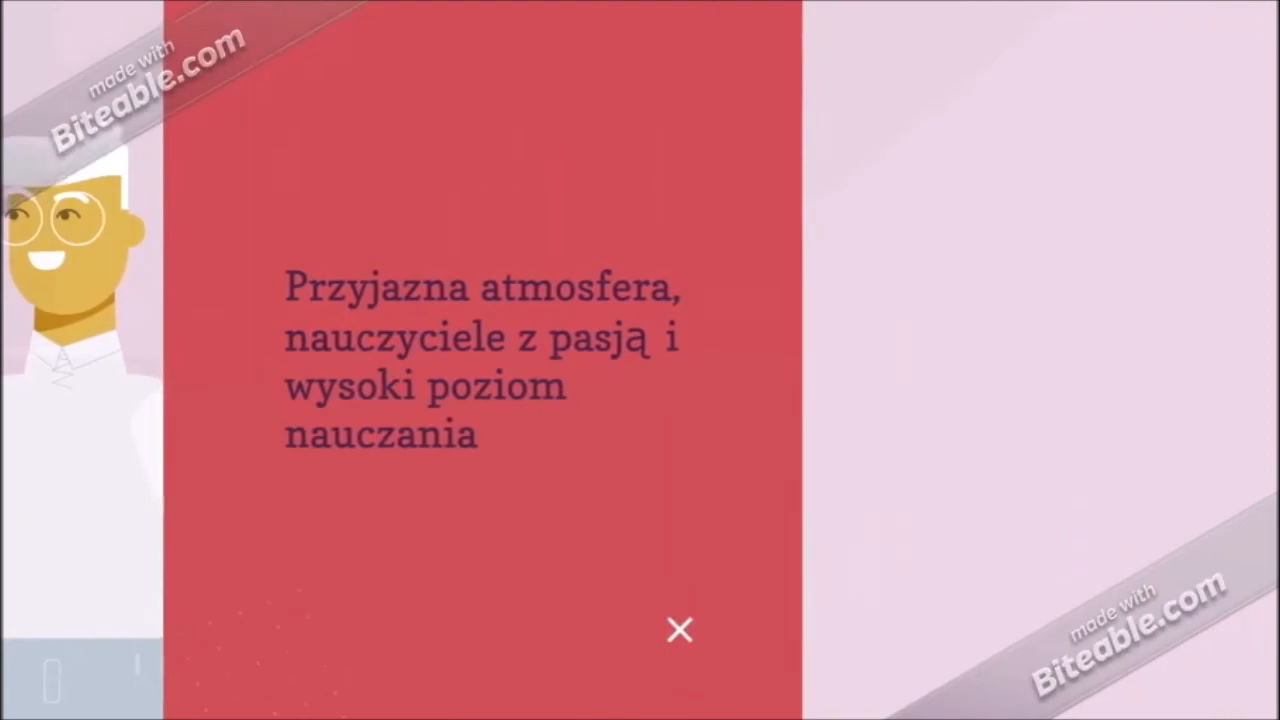 made with
Biteable.com
Przyjazna atmosfera,
nauczyciele z pasją i
wysoki poziom
nauczania
made with
Biteable.com